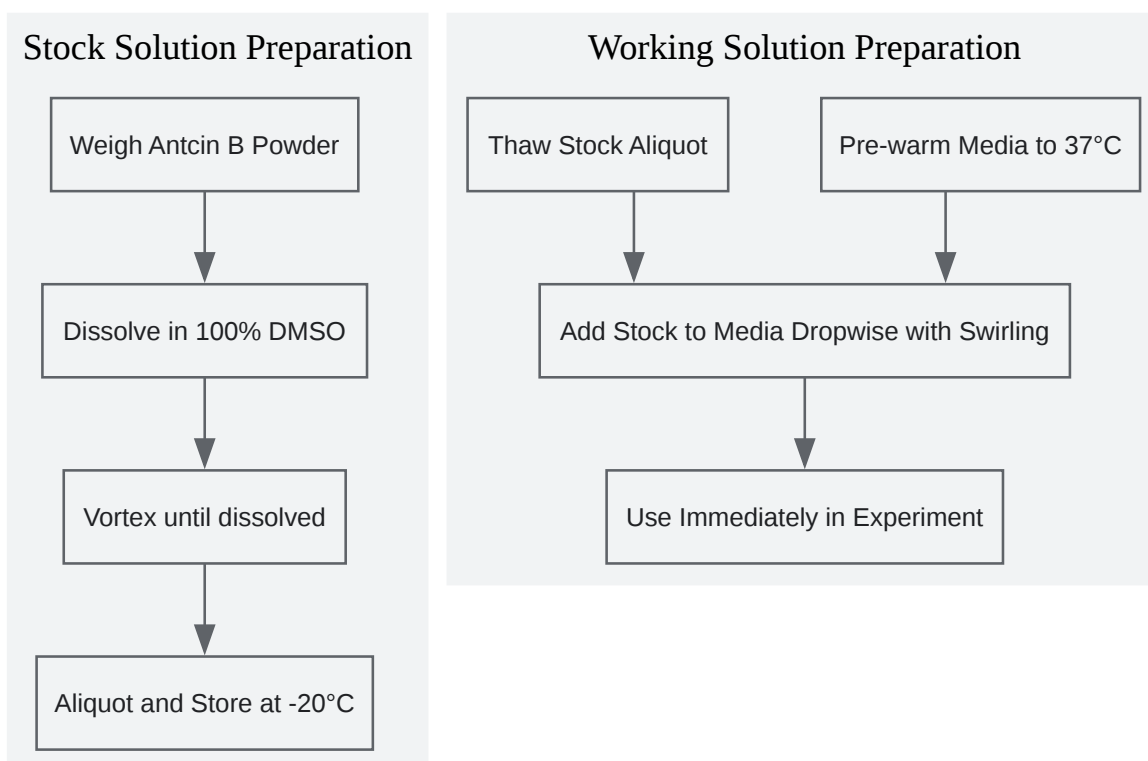 Stock Solution Preparation
Weigh Antcin B Powder
Dissolve in 100% DMSO
Vortex until dissolved
Aliquot and Store at -20°C
Working Solution Preparation
Thaw Stock Aliquot
Pre-warm Media to 37°C
Add Stock to Media Dropwise with Swirling
Use Immediately in Experiment